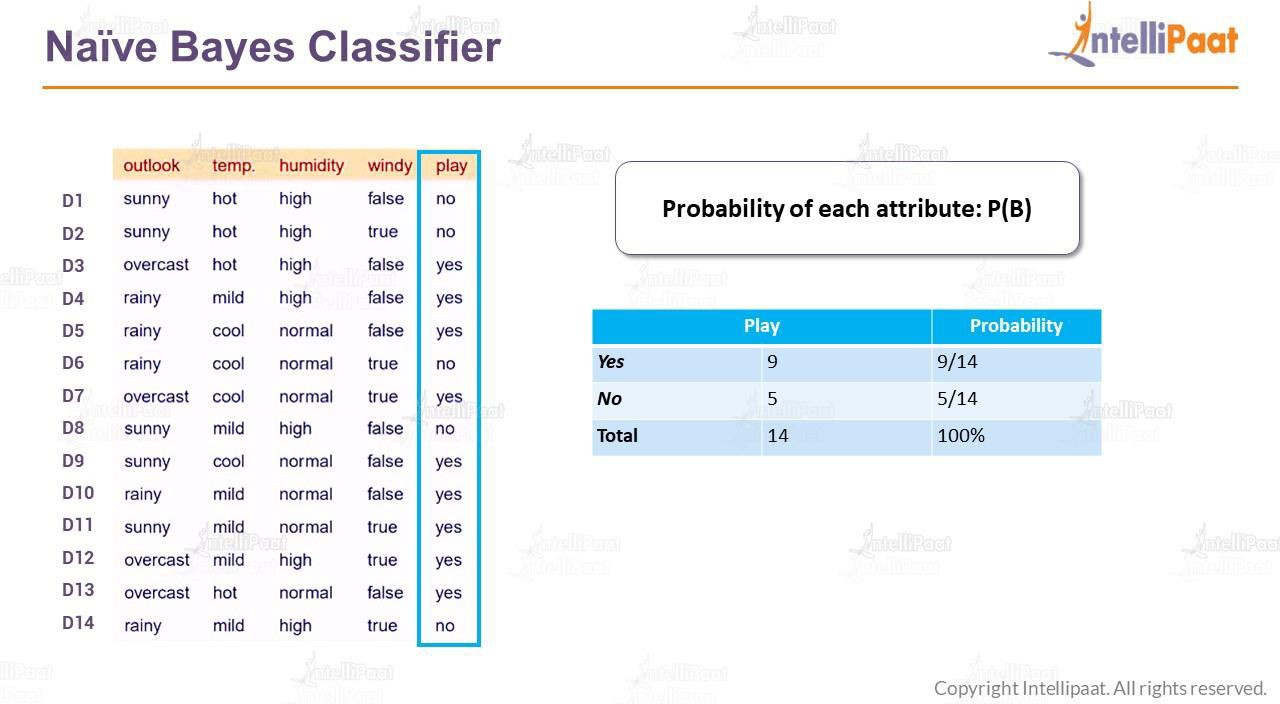 Naïve Bayes Classifier
IntelliPaat
outlook temp. humidity windy play
D1 sunny hot high false no
D2 sunny hot high true no
D3 overcast hot high false yes
D4 rainy mild high false yes
D5 rainy cool normal false yes
D6 rainy cool normal true no
D7 overcast cool normal true yes
D8 sunny mild high false no
D9 sunny cool normal false yes
D10 rainy mild normal false yes
D11 sunny mild normal true yes
D12 overcast mild high true yes
D13 overcast hot normal false yes
D14 rainy mild high true no
Probability of each attribute: P(B)
Play Probability
Yes 9 9/14
No 5 5/14
Total 14 100%
Copyright Intellipaat. All rights reserved.